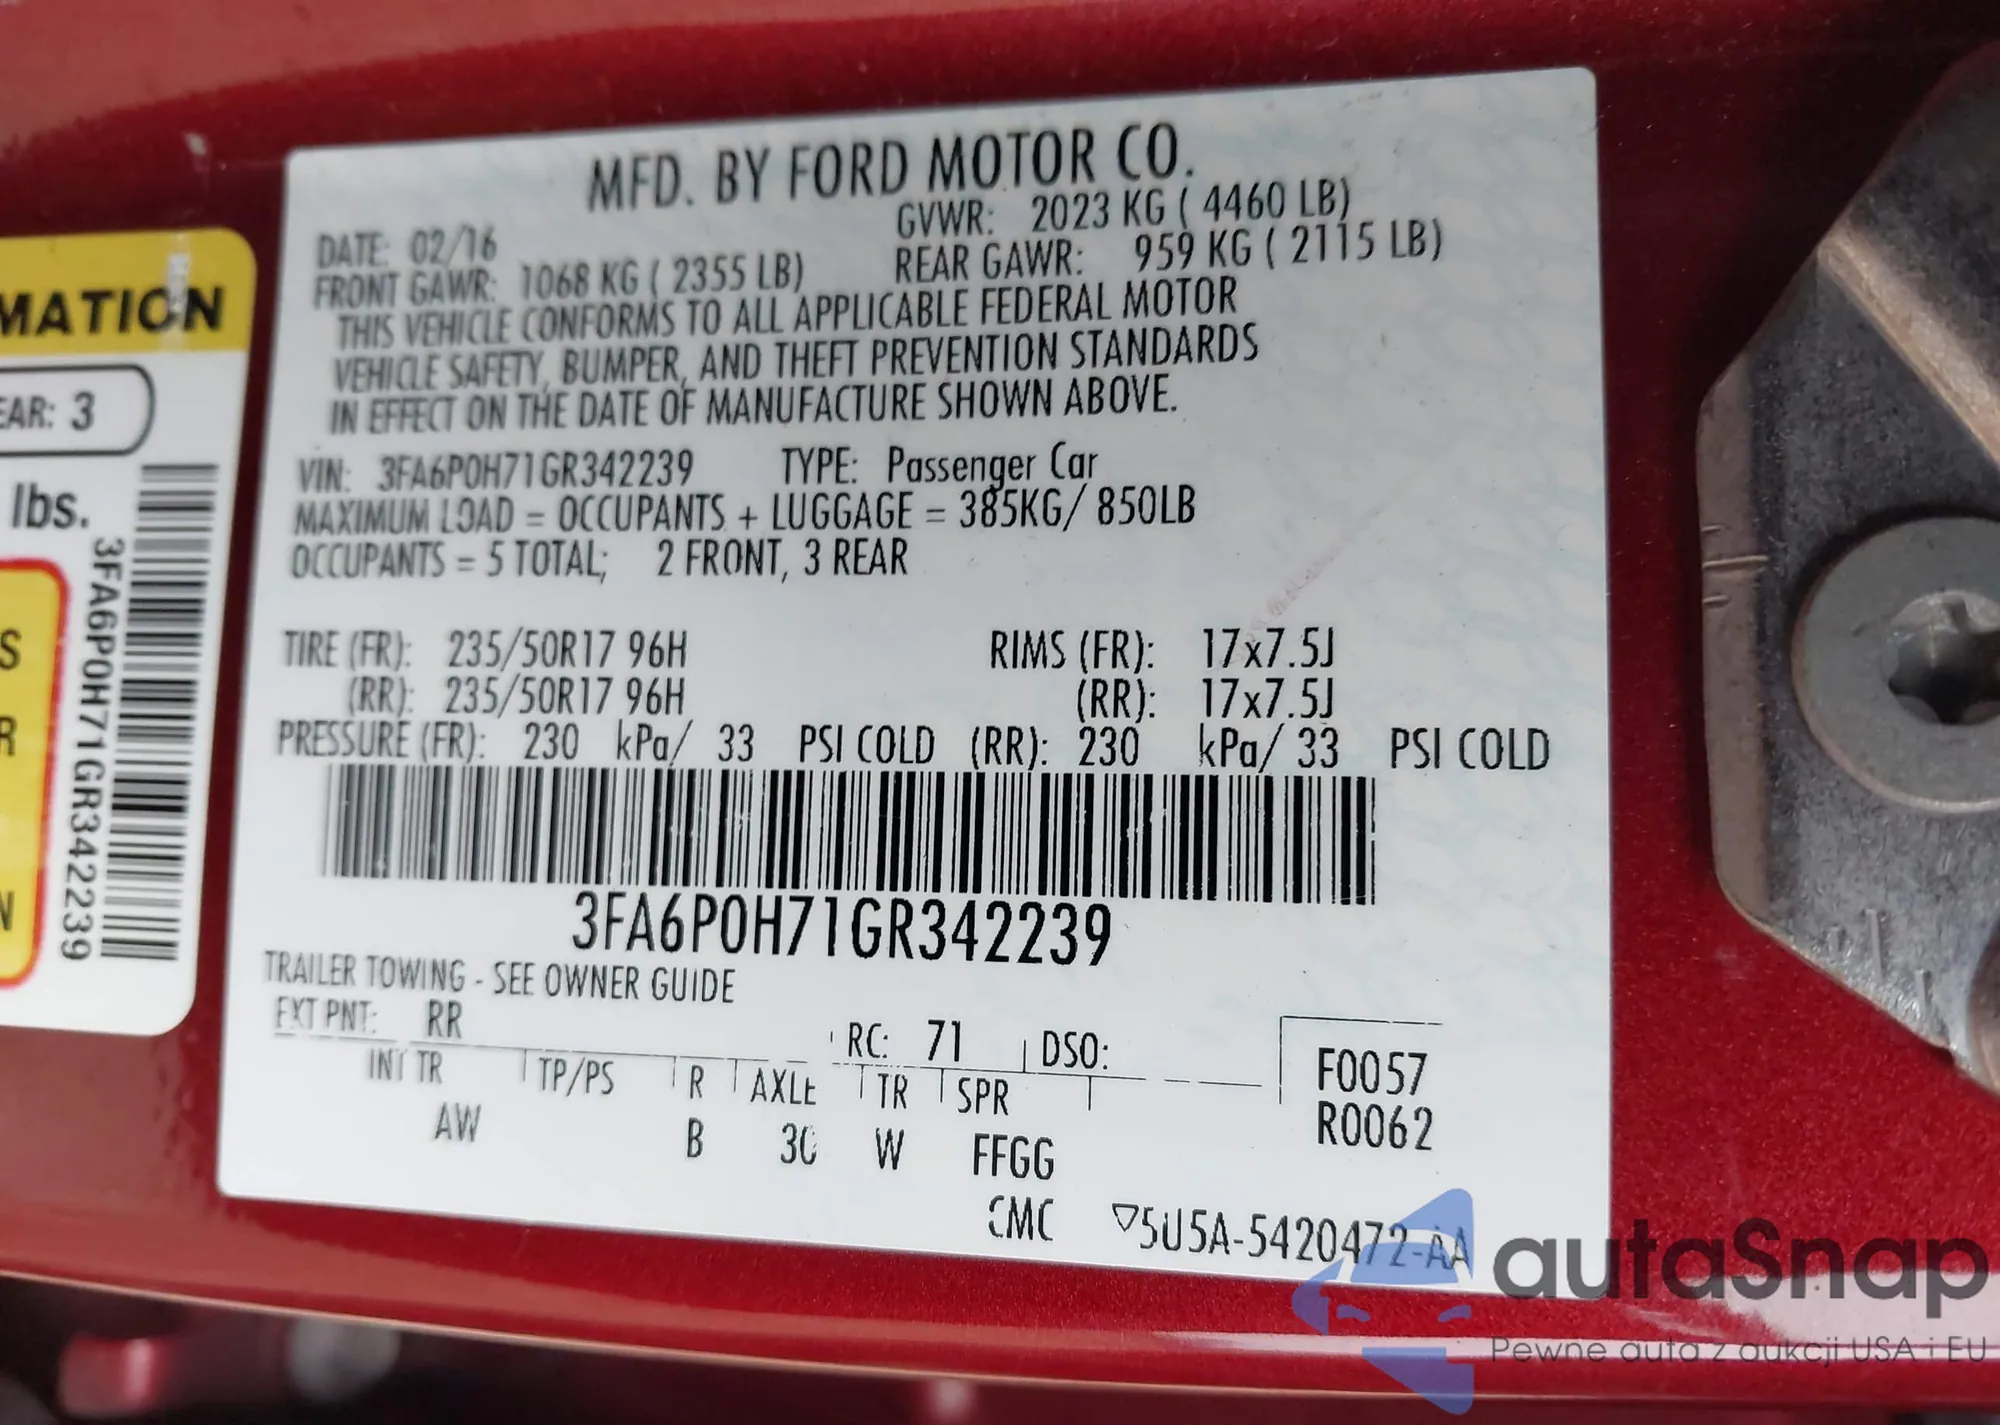 MFD. BY FORD MOTOR CO.
DATE: 02/16 GVWR: 2023 KG ( 4460 LB)
FRONT GAWR: 1068 KG ( 2355 LB) REAR GAWR: 959 KG ( 2115 LB)
THIS VEHICLE CONFORMS TO ALL APPLICABLE FEDERAL MOTOR
VEHICLE SAFETY, BUMPER, AND THEFT PREVENTION STANDARDS
IN EFFECT ON THE DATE OF MANUFACTURE SHOWN ABOVE.
VIN: 3FA6P0H71GR342239 TYPE: Passenger Car
MAXIMUM LOAD = OCCUPANTS + LUGGAGE = 385KG/ 850LB
OCCUPANTS = 5 TOTAL; 2 FRONT, 3 REAR
TIRE (FR): 235/50R17 96H RIMS (FR): 17x7.5J
(RR): 235/50R17 96H (RR): 17x7.5J
PRESSURE (FR): 230 kPa/ 33 PSI COLD (RR): 230 kPa/ 33 PSI COLD
3FA6P0H71GR342239
TRAILER TOWING - SEE OWNER GUIDE
EXT PNT: RR RC: 71 DSO: F0057
INT TR TP/PS R AXLE TR SPR R0062
AW B W FFGG
CMC 5U5A-5420472-AA
MATION
EAR: 3
lbs.
3FA6P0H71GR342239
S
R
N
autaSnap
Pewne auta z aukcji USA i EU